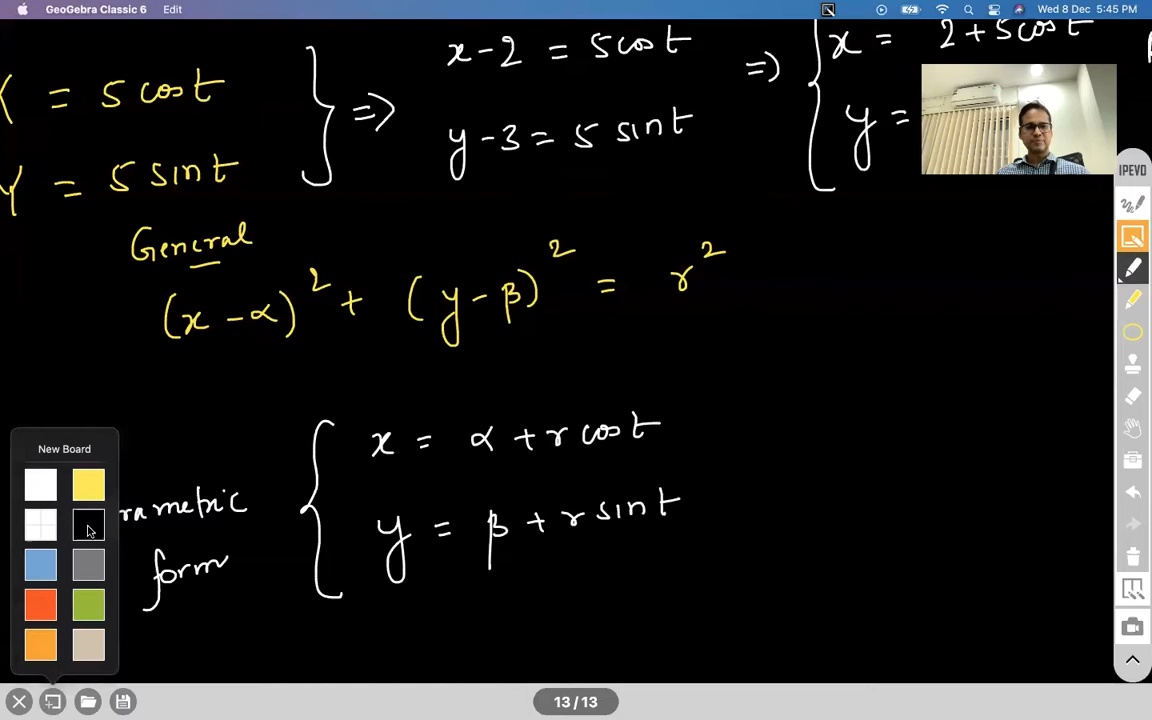 GeoGebra Classic 6 Edit Wed 8 Dec 5:45 PM
x - 2 = 5 cos t => x = 2 + 5 cos t
X = 5 cos t =>
y - 3 = 5 sin t y =
Y = 5 sin t
IPEVO
General
(x - α)² + (y - β)² = r²
x = α + r cos t
New Board
rametric
y = β + r sin t
form
13/13